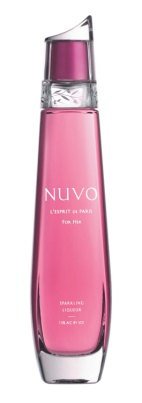 NUVO
L'ESPRIT de PARIS
For Her
SPARKLING
LIQUEUR